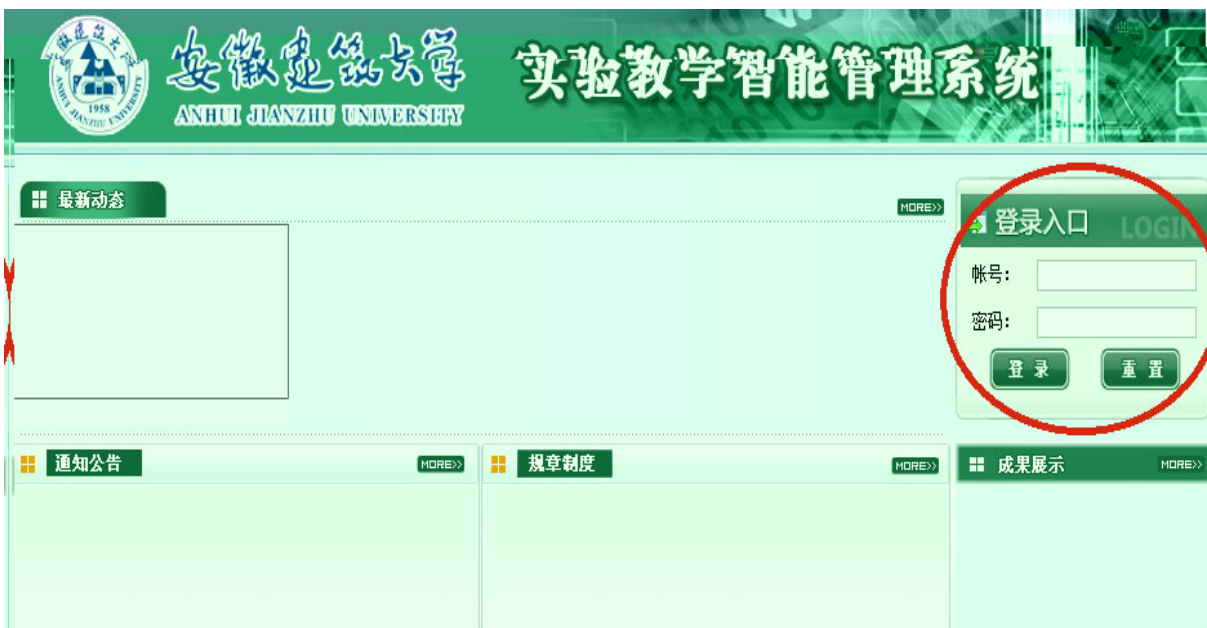 安徽建筑大学
ANHUI JIANZHU UNIVERSITY
实验教学智能管理系统
1958
最新动态
MORE>>
登录入口
LOGIN
帐号:
密码:
登 录
重 置
通知公告
MORE>>
规章制度
MORE>>
成果展示
MORE>>